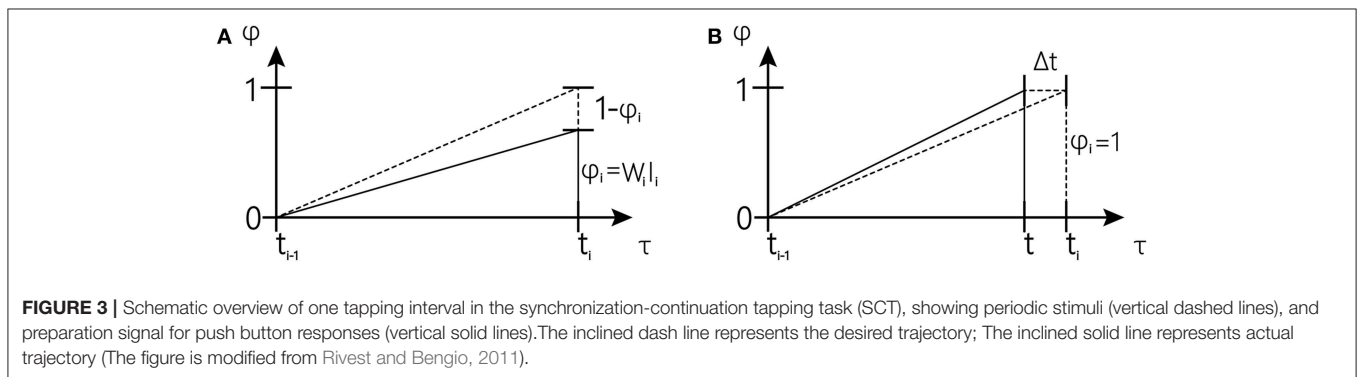 A φ
1
1-φᵢ
φᵢ=Wᵢlᵢ
0
tᵢ₋₁ tᵢ τ
B φ
Δt
1
φᵢ=1
0
tᵢ₋₁ t tᵢ τ
FIGURE 3 | Schematic overview of one tapping interval in the synchronization-continuation tapping task (SCT), showing periodic stimuli (vertical dashed lines), and
preparation signal for push button responses (vertical solid lines).The inclined dash line represents the desired trajectory; The inclined solid line represents actual
trajectory (The figure is modified from Rivest and Bengio, 2011).